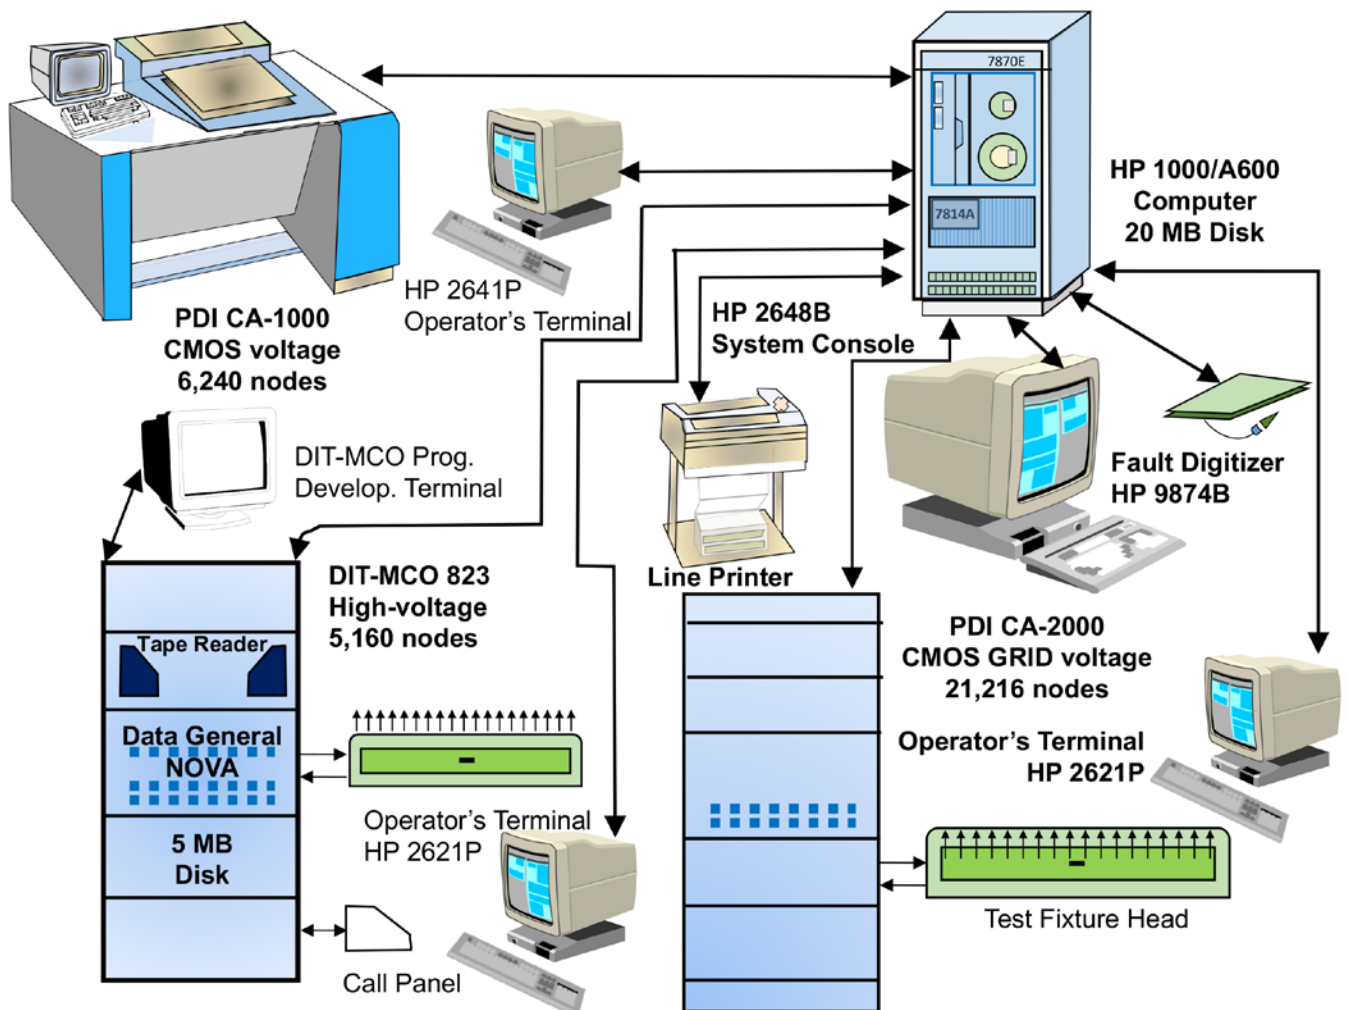 7870E
7814A
HP 1000/A600
Computer
20 MB Disk
HP 2641P
Operator's Terminal
PDI CA-1000
CMOS voltage
6,240 nodes
HP 2648B
System Console
DIT-MCO Prog.
Develop. Terminal
Fault Digitizer
HP 9874B
Line Printer
DIT-MCO 823
High-voltage
5,160 nodes
Tape Reader
Data General
NOVA
5 MB
Disk
PDI CA-2000
CMOS GRID voltage
21,216 nodes
Operator's Terminal
HP 2621P
Operator's Terminal
HP 2621P
Test Fixture Head
Call Panel